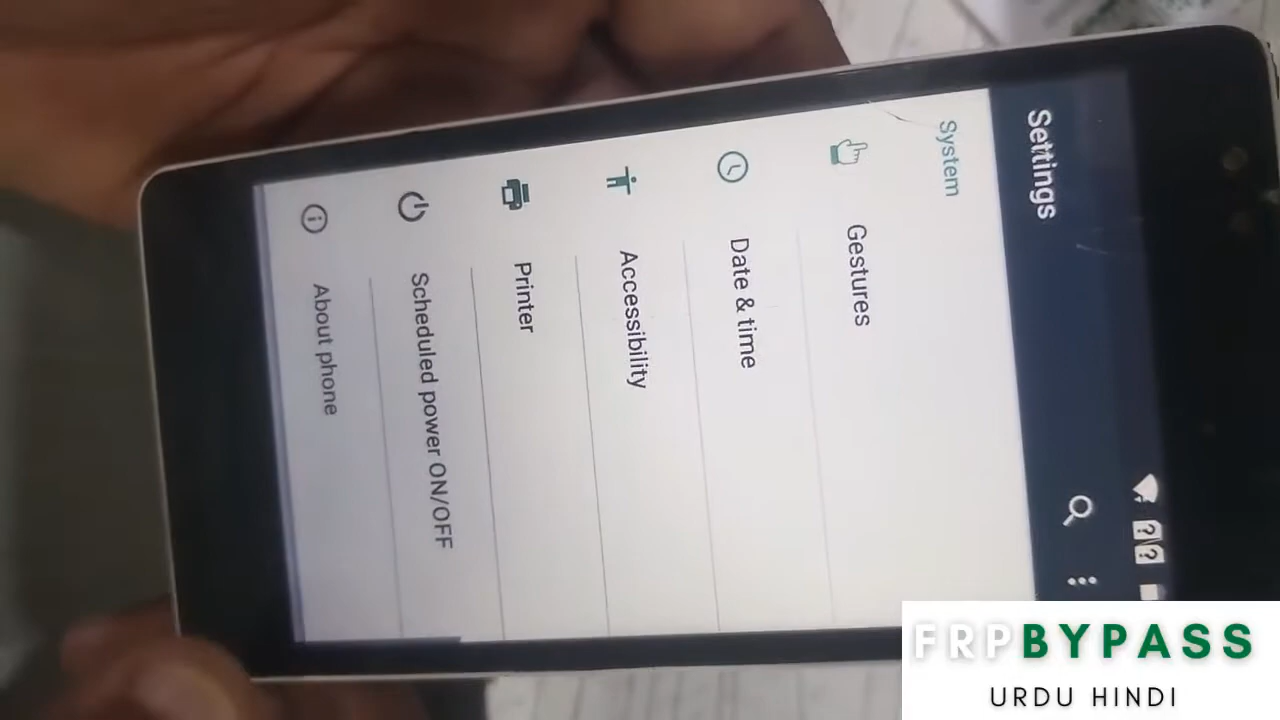 Settings
System
Gestures
Date & time
Accessibility
Printer
Scheduled power ON/OFF
About phone
FRPBYPASS
URDU HINDI